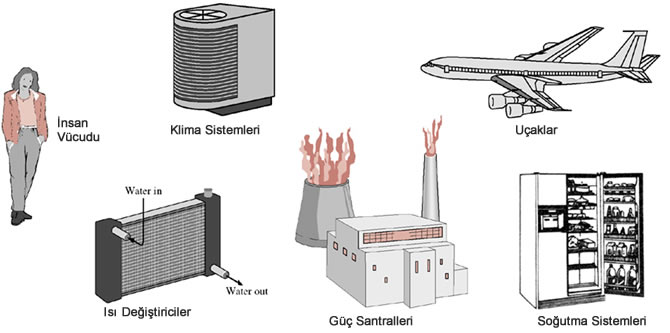 İnsan
Vücudu
Klima Sistemleri
Uçaklar
Water in
Water out
Isı Değiştiriciler
Güç Santralleri
Soğutma Sistemleri